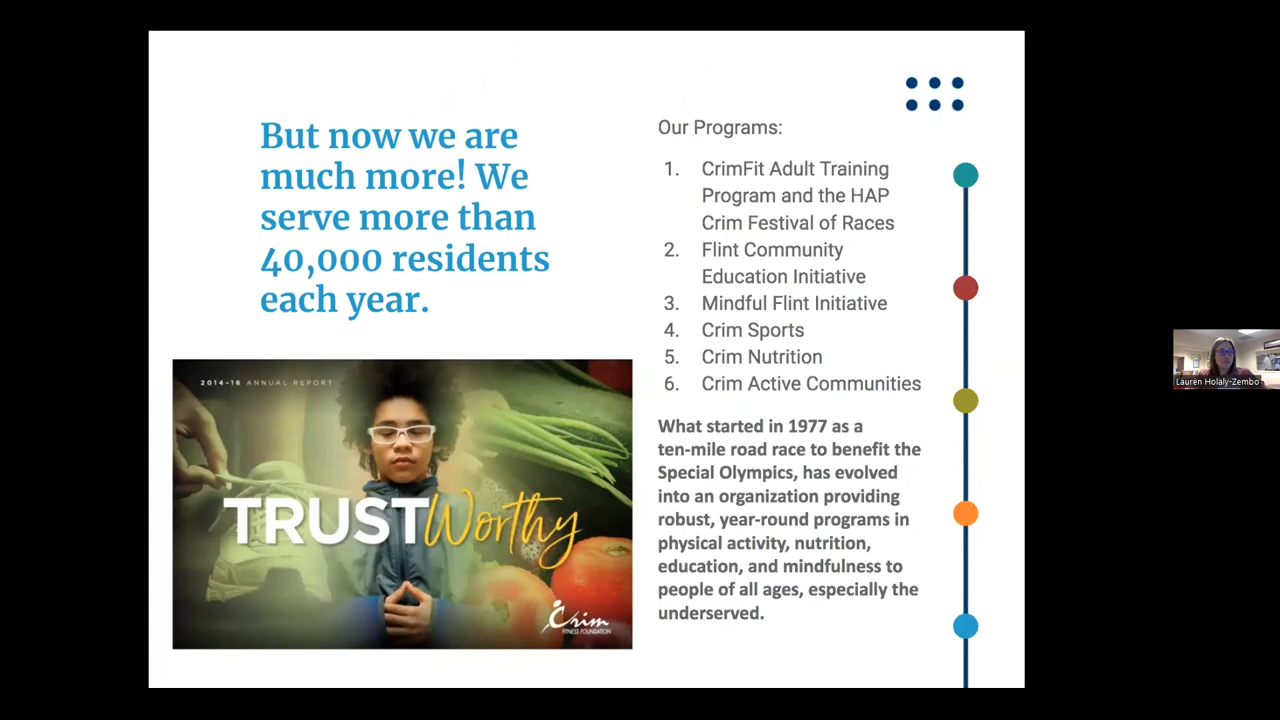 But now we are
much more! We
serve more than
40,000 residents
each year.
Our Programs:
1. CrimFit Adult Training
Program and the HAP
Crim Festival of Races
2. Flint Community
Education Initiative
3. Mindful Flint Initiative
4. Crim Sports
5. Crim Nutrition
6. Crim Active Communities
What started in 1977 as a
ten-mile road race to benefit the
Special Olympics, has evolved
into an organization providing
robust, year-round programs in
physical activity, nutrition,
education, and mindfulness to
people of all ages, especially the
underserved.
2014-16 ANNUAL REPORT
TRUSTWorthy
Crim
FITNESS FOUNDATION
Lauren Holaly-Zembo